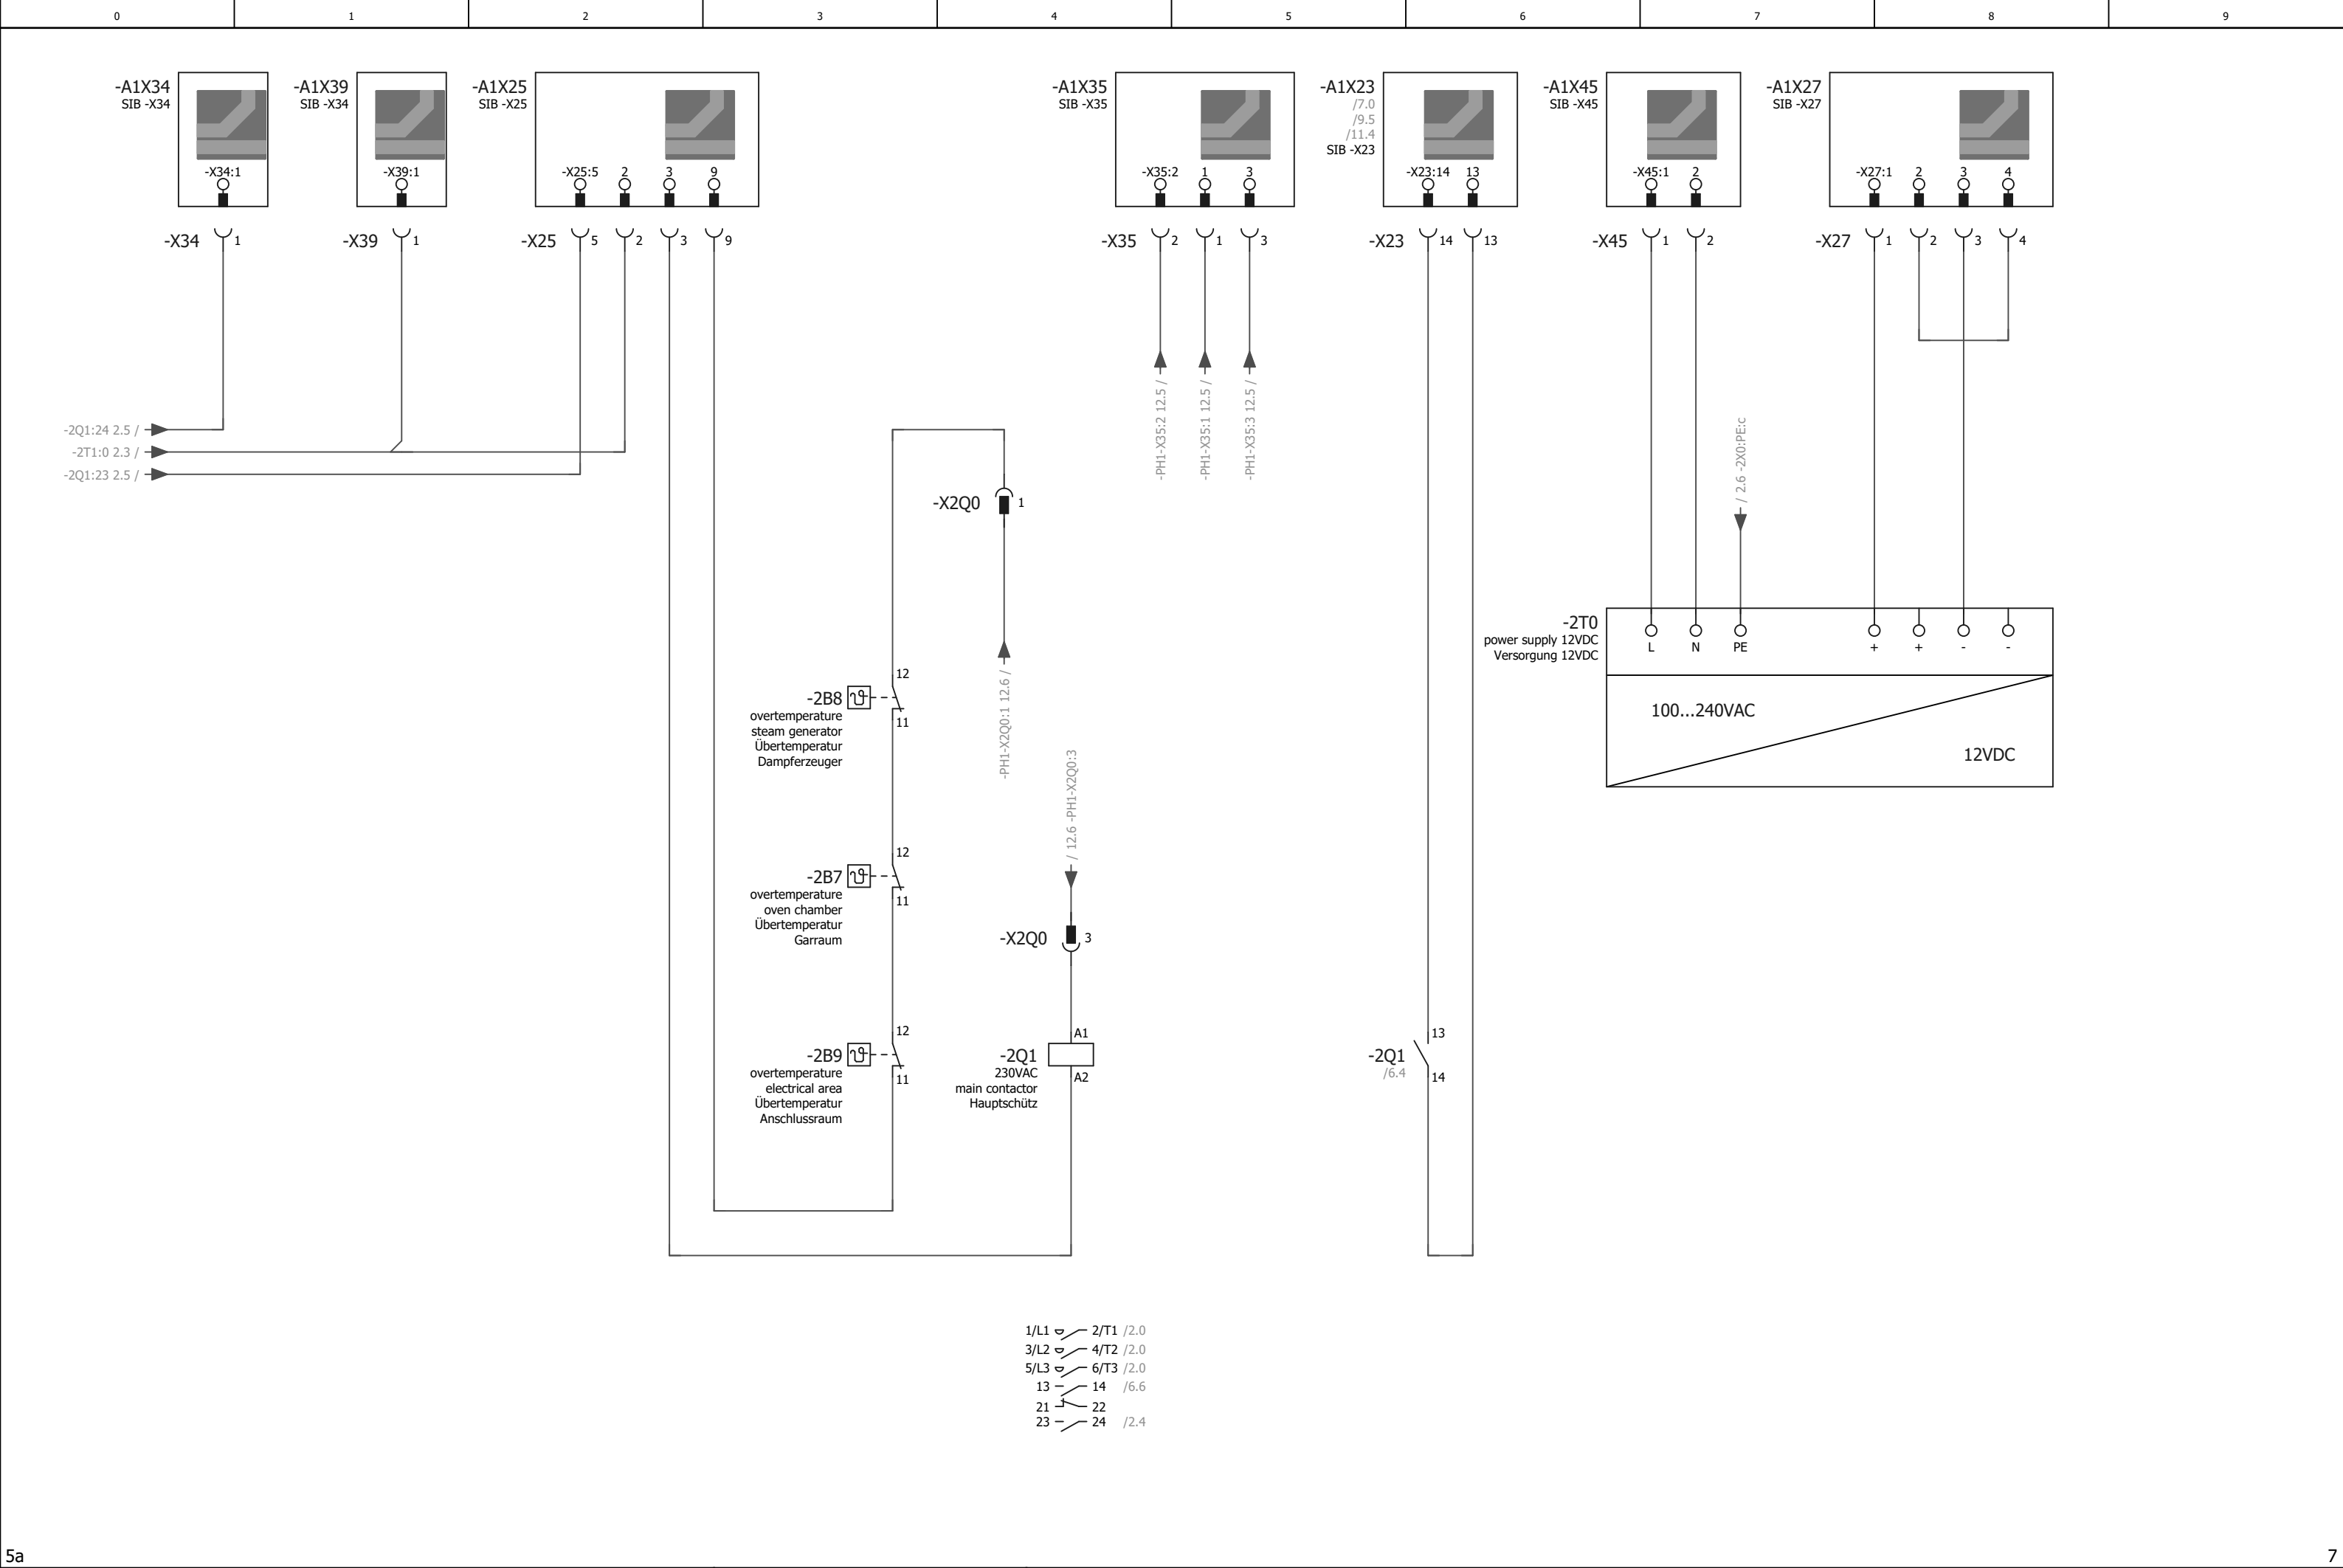 0 1 2 3 4 5 6 7 8 9
-A1X34
SIB -X34
-X34:1
-X34 1
-A1X39
SIB -X34
-X39:1
-X39 1
-A1X25
SIB -X25
-X25:5 2 3 9
-X25 5 2 3 9
-A1X35
SIB -X35
-X35:2 1 3
-X35 2 1 3
-A1X23
/7.0
/9.5
/11.4
SIB -X23
-X23:14 13
-X23 14 13
-A1X45
SIB -X45
-X45:1 2
-X45 1 2
-A1X27
SIB -X27
-X27:1 2 3 4
-X27 1 2 3 4
-2Q1:24 2.5 /
-2T1:0 2.3 /
-2Q1:23 2.5 /
-PH1-X35:2 12.5 /
-PH1-X35:1 12.5 /
-PH1-X35:3 12.5 /
/ 2.6 -2X0:PE:c
-X2Q0 1
-PH1-X2Q0:1 12.6 /
-2T0
power supply 12VDC
Versorgung 12VDC
L N PE + + - -
100...240VAC
12VDC
12
-2B8
11
overtemperature
steam generator
Übertemperatur
Dampferzeuger
/ 12.6 -PH1-X2Q0:3
12
-2B7
11
overtemperature
oven chamber
Übertemperatur
Garraum
-X2Q0 3
12
-2B9
11
overtemperature
electrical area
Übertemperatur
Anschlussraum
A1
-2Q1
230VAC
A2
main contactor
Hauptschütz
13
-2Q1
/6.4
14
1/L1 2/T1 /2.0
3/L2 4/T2 /2.0
5/L3 6/T3 /2.0
13 14 /6.6
21 22
23 24 /2.4
5a 7